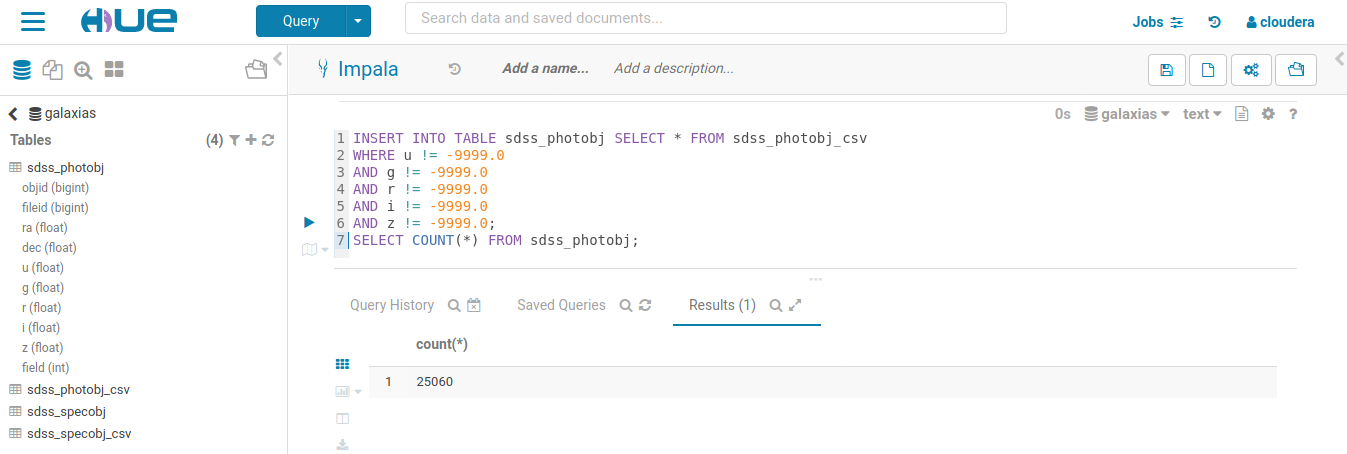 HUE
Query
Search data and saved documents...
Jobs
cloudera
Impala
Add a name...
Add a description...
galaxias
Tables
(4)
sdss_photobj
objid (bigint)
fileid (bigint)
ra (float)
dec (float)
u (float)
g (float)
r (float)
i (float)
z (float)
field (int)
sdss_photobj_csv
sdss_specobj
sdss_specobj_csv
0s galaxias text ?
1 INSERT INTO TABLE sdss_photobj SELECT * FROM sdss_photobj_csv
2 WHERE u != -9999.0
3 AND g != -9999.0
4 AND r != -9999.0
5 AND i != -9999.0
6 AND z != -9999.0;
7 SELECT COUNT(*) FROM sdss_photobj;
Query History
Saved Queries
Results (1)
count(*)
1 25060